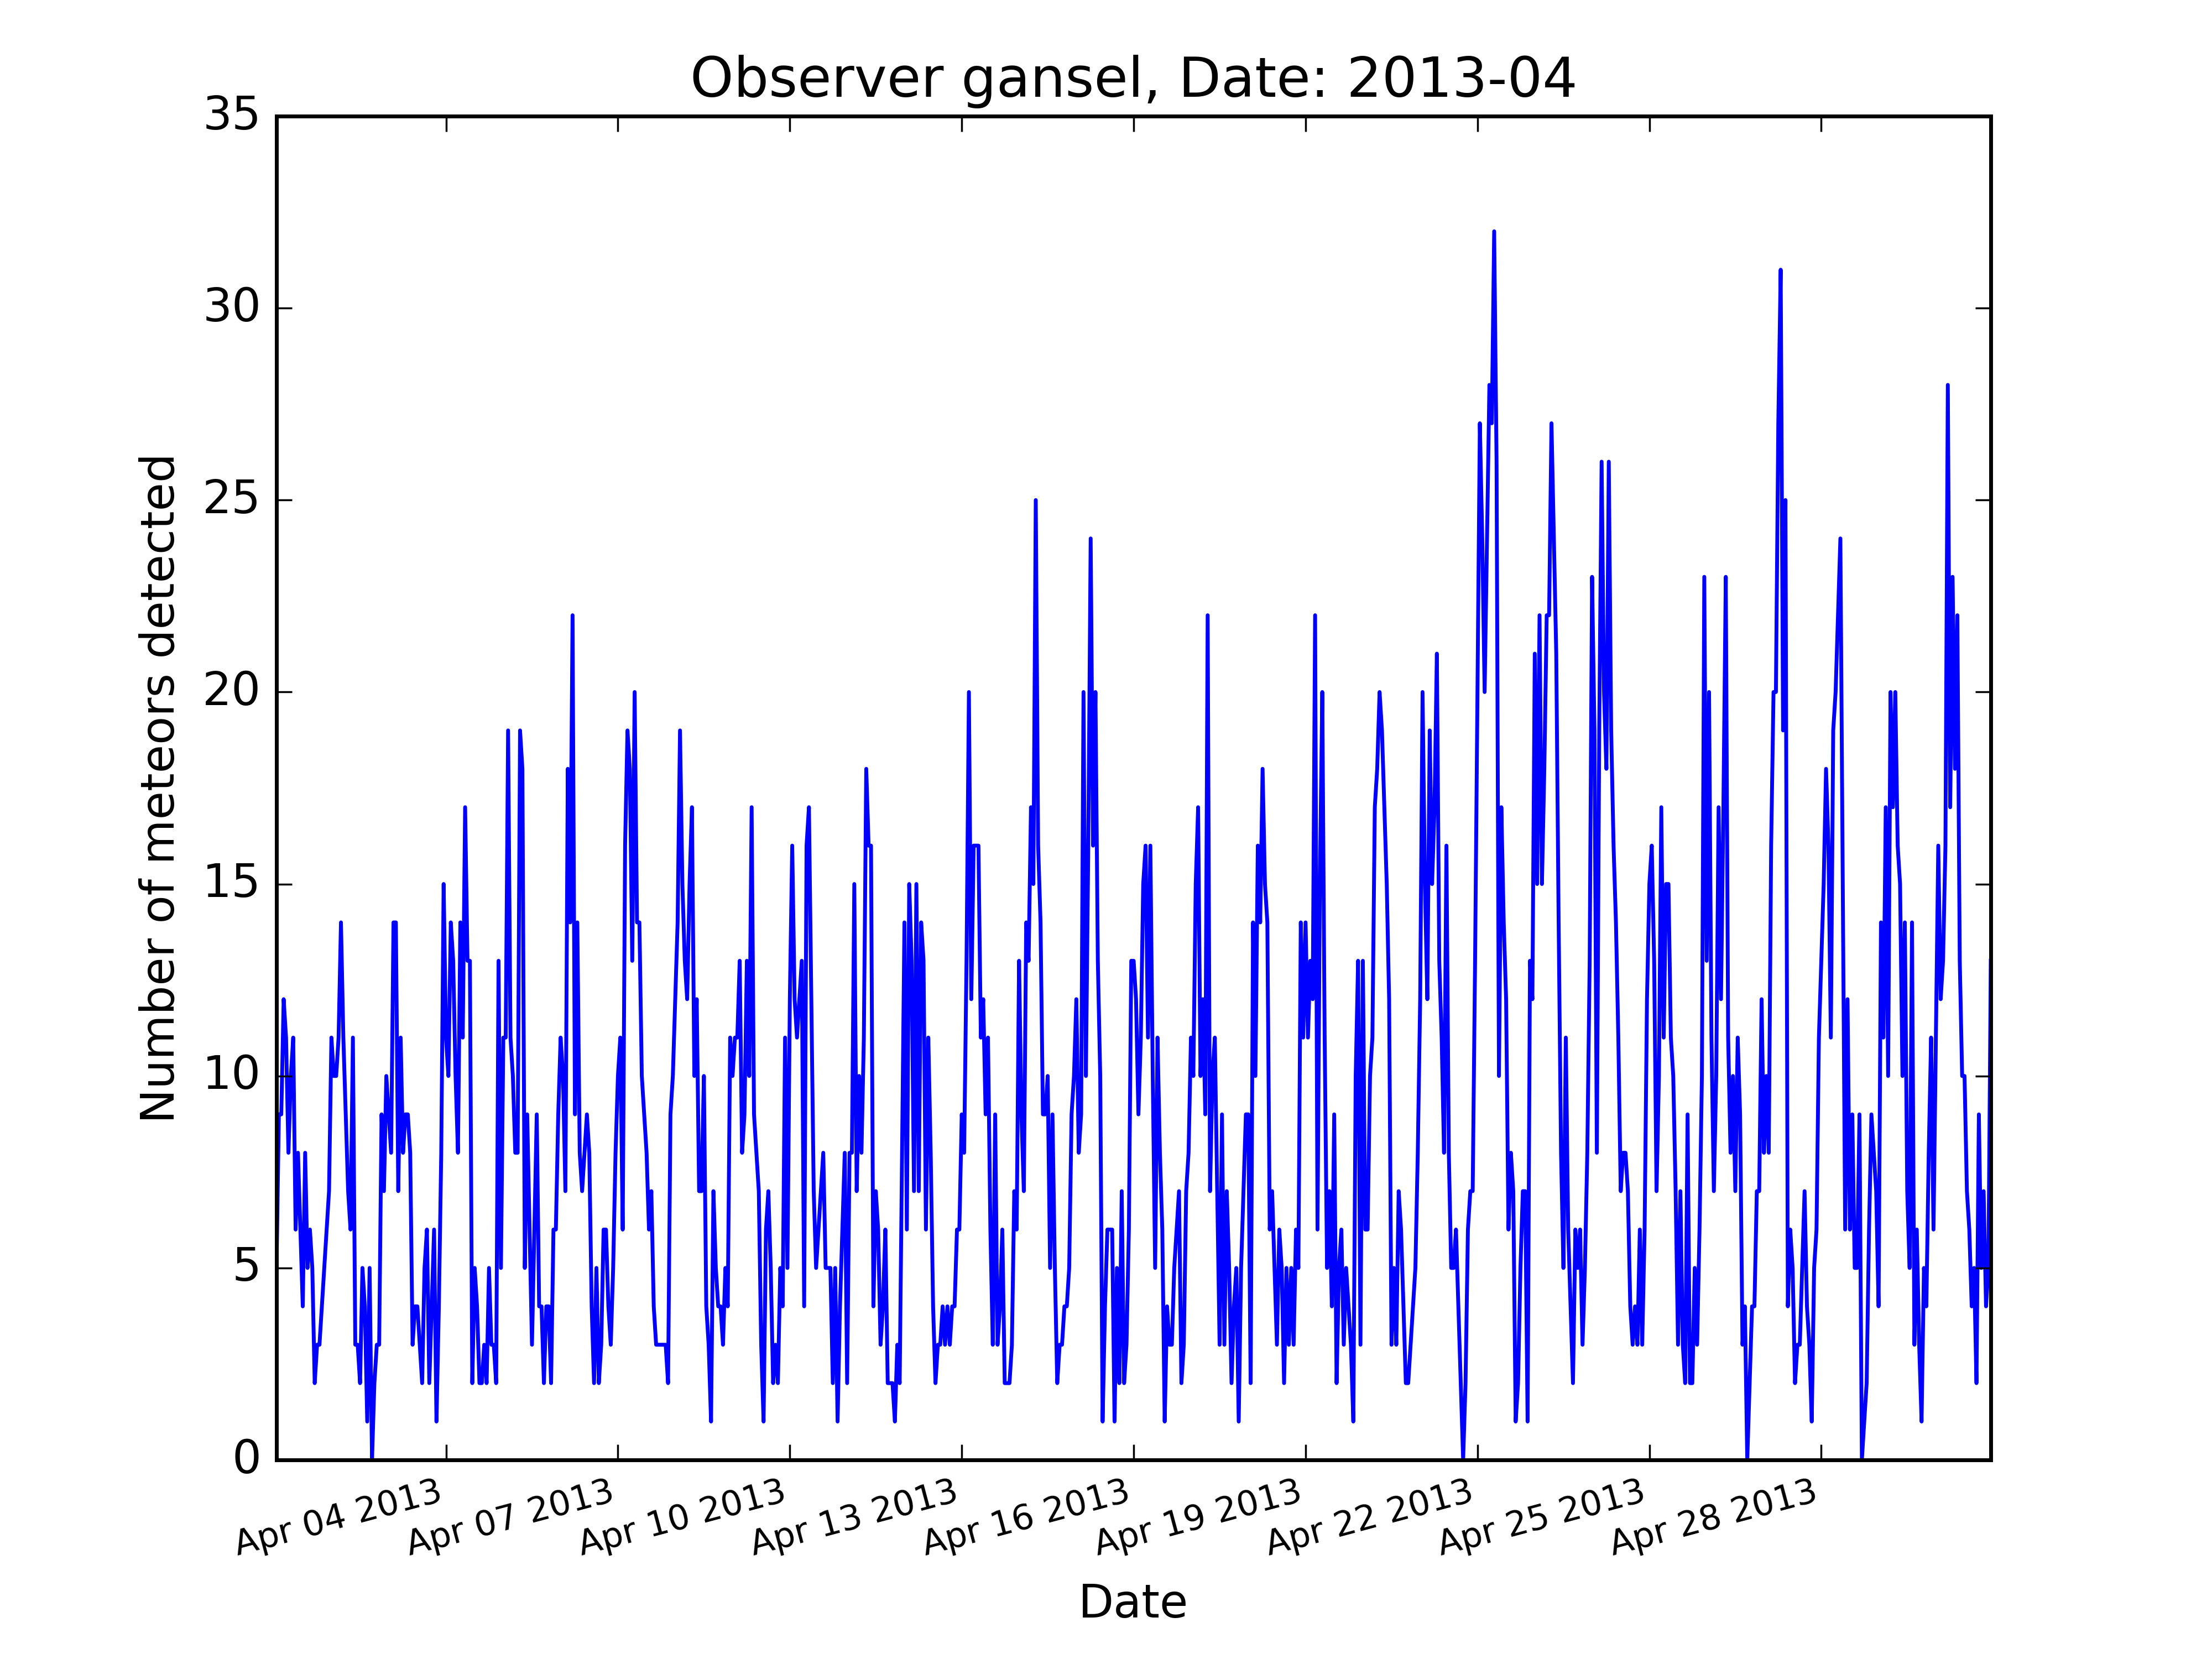 Observer gansel, Date: 2013-04
35
30
25
20
15
10
5
0
Number of meteors detected
Apr 04 2013
Apr 07 2013
Apr 10 2013
Apr 13 2013
Apr 16 2013
Apr 19 2013
Apr 22 2013
Apr 25 2013
Apr 28 2013
Date